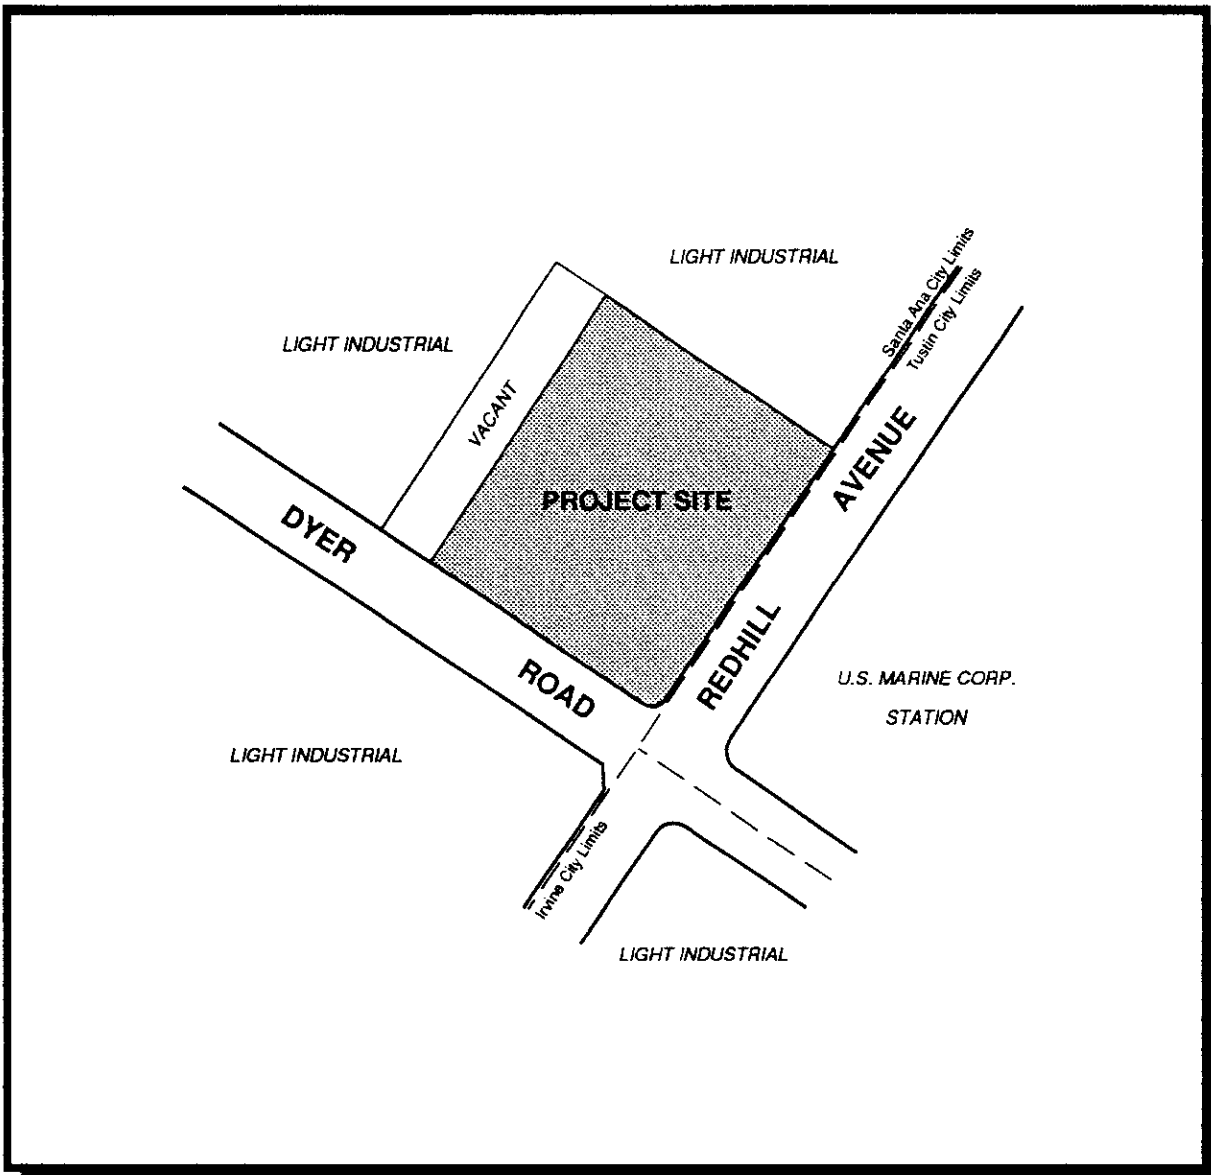 LIGHT INDUSTRIAL
Santa Ana City Limits
Tustin City Limits
LIGHT INDUSTRIAL
VACANT
AVENUE
PROJECT SITE
DYER
REDHILL
ROAD
U.S. MARINE CORP.
STATION
LIGHT INDUSTRIAL
Irvine City Limits
LIGHT INDUSTRIAL